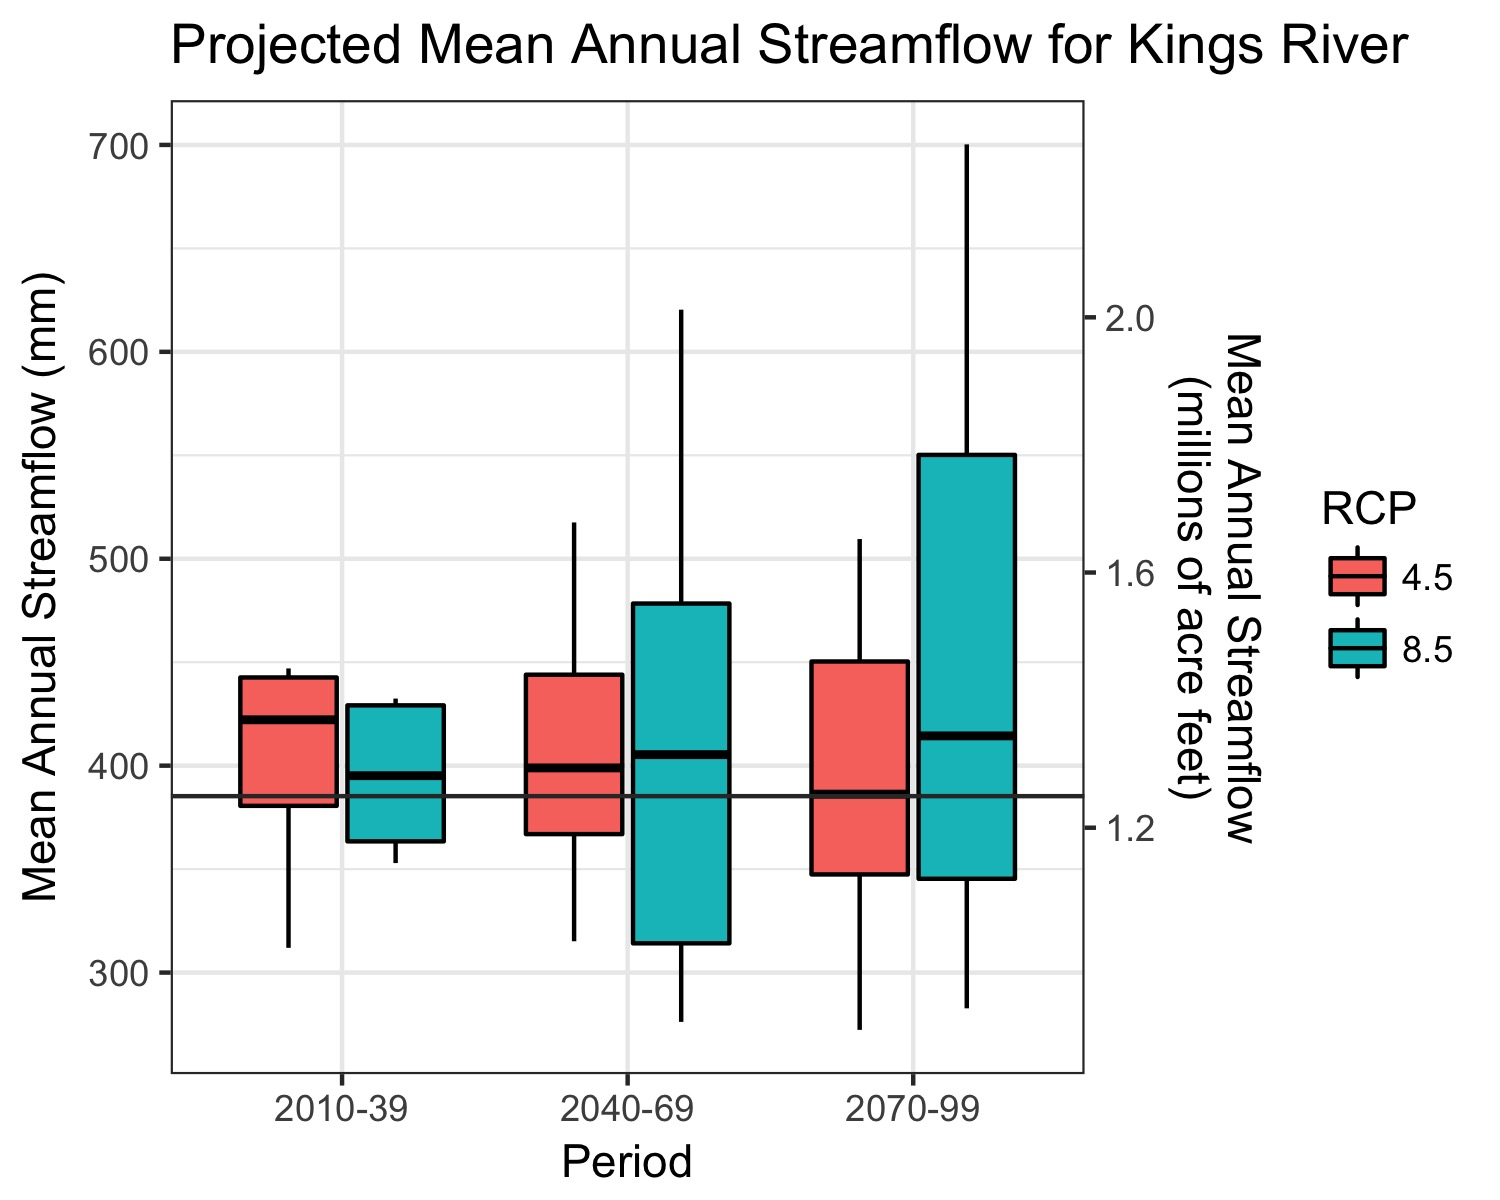 Projected Mean Annual Streamflow for Kings River
Mean Annual Streamflow (mm)
700
600
500
400
300
2010-39
2040-69
2070-99
Period
2.0
1.6
1.2
Mean Annual Streamflow
(millions of acre feet)
RCP
4.5
8.5